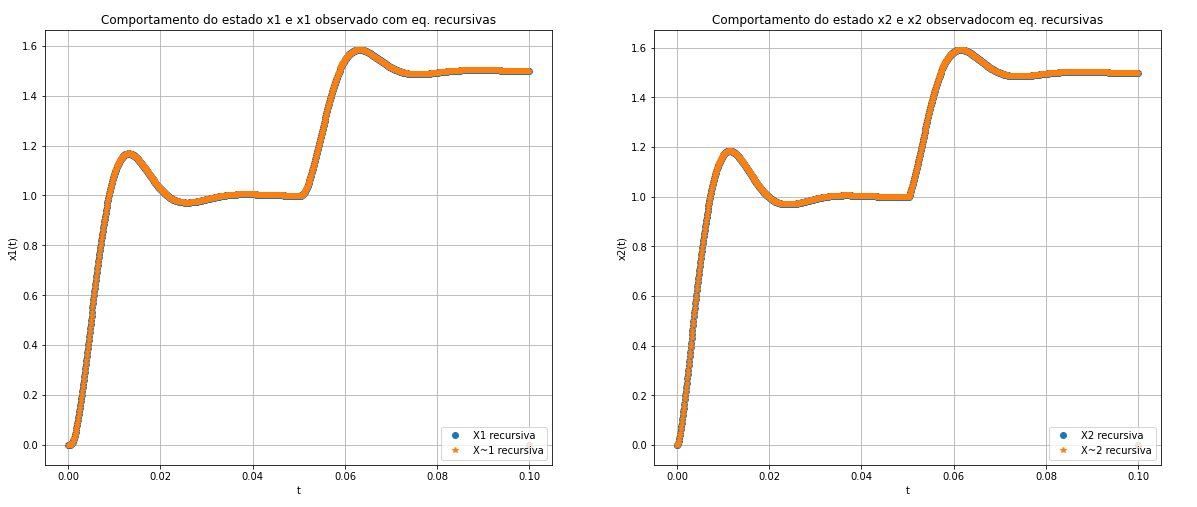 Comportamento do estado x1 e x1 observado com eq. recursivas
x1(t)
1.6
1.4
1.2
1.0
0.8
0.6
0.4
0.2
0.0
X1 recursiva
X~1 recursiva
0.00 0.02 0.04 0.06 0.08 0.10
t
Comportamento do estado x2 e x2 observadocom eq. recursivas
x2(t)
1.6
1.4
1.2
1.0
0.8
0.6
0.4
0.2
0.0
X2 recursiva
X~2 recursiva
0.00 0.02 0.04 0.06 0.08 0.10
t